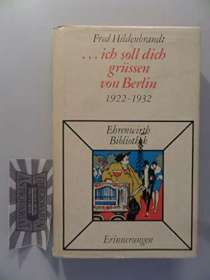 Fred Hildenbrandt
...ich soll dich
grüssen
von Berlin
1922-1932
Ehrenwirth
Bibliothek
Erinnerungen